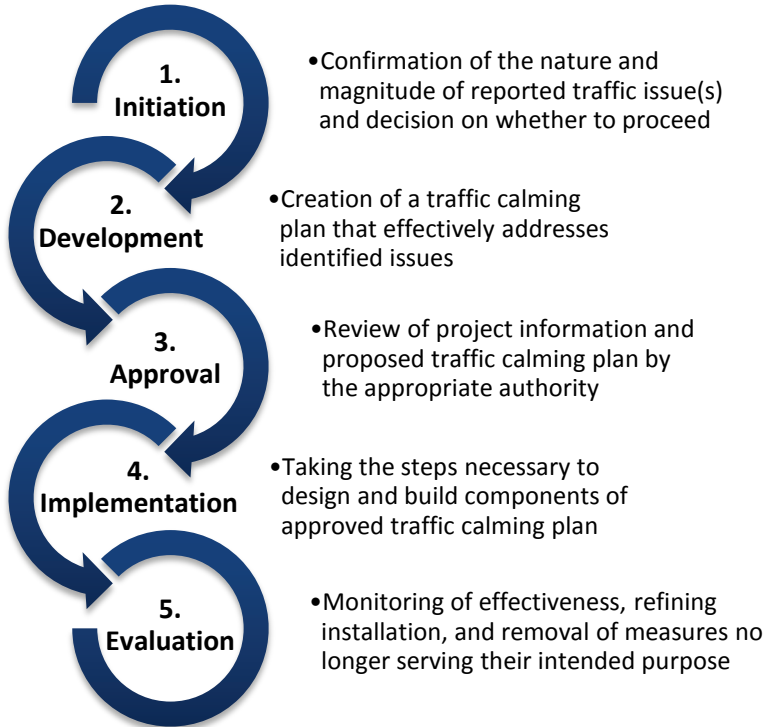 1.
Initiation
•Confirmation of the nature and
magnitude of reported traffic issue(s)
and decision on whether to proceed
2.
Development
•Creation of a traffic calming
plan that effectively addresses
identified issues
3.
Approval
•Review of project information and
proposed traffic calming plan by
the appropriate authority
4.
Implementation
•Taking the steps necessary to
design and build components of
approved traffic calming plan
5.
Evaluation
•Monitoring of effectiveness, refining
installation, and removal of measures no
longer serving their intended purpose